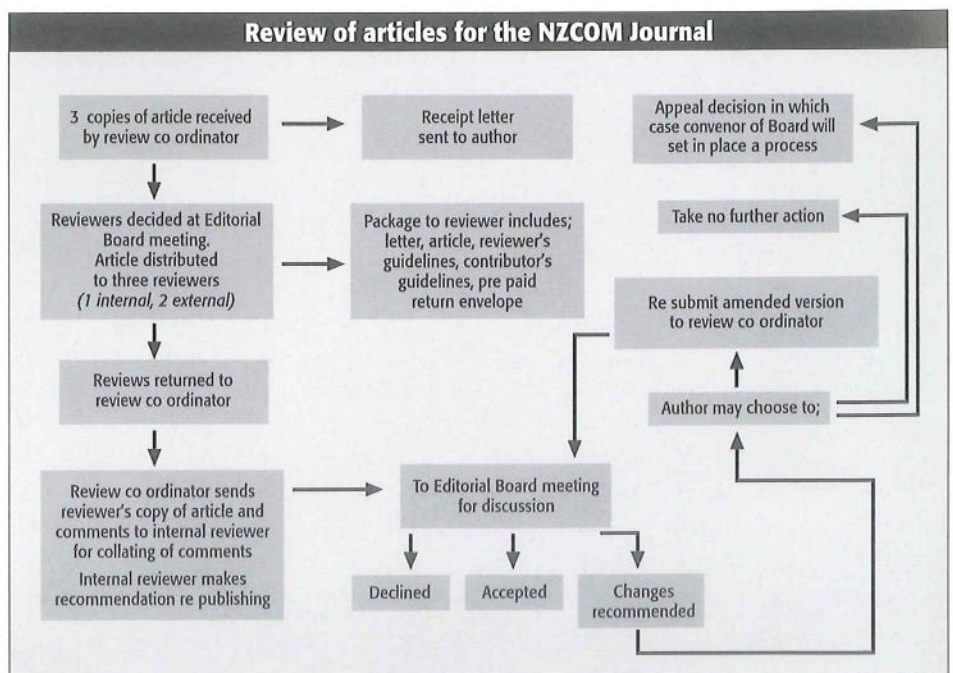 Review of articles for the NZCOM Journal
3 copies of article received
by review co ordinator
Receipt letter
sent to author
Appeal decision in which
case convenor of Board will
set in place a process
Reviewers decided at Editorial
Board meeting.
Article distributed
to three reviewers
(1 internal, 2 external)
Package to reviewer includes;
letter, article, reviewer's
guidelines, contributor's
guidelines, pre paid
return envelope
Take no further action
Re submit amended version
to review co ordinator
Reviews returned to
review co ordinator
Author may choose to;
Review co ordinator sends
reviewer's copy of article and
comments to internal reviewer
for collating of comments
Internal reviewer makes
recommendation re publishing
To Editorial Board meeting
for discussion
Declined
Accepted
Changes
recommended